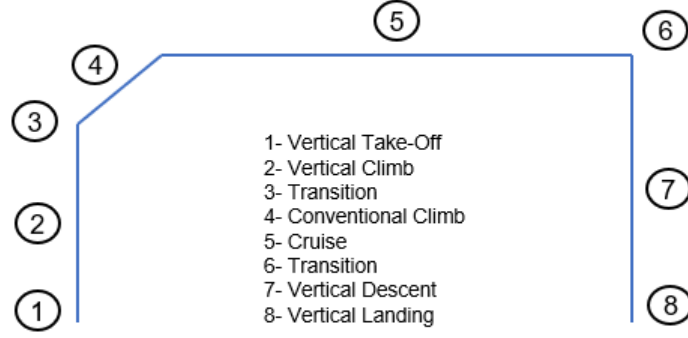 5
6
4
3
1- Vertical Take-Off
2- Vertical Climb
3- Transition
7
2
4- Conventional Climb
5- Cruise
6- Transition
7- Vertical Descent
1
8- Vertical Landing
8